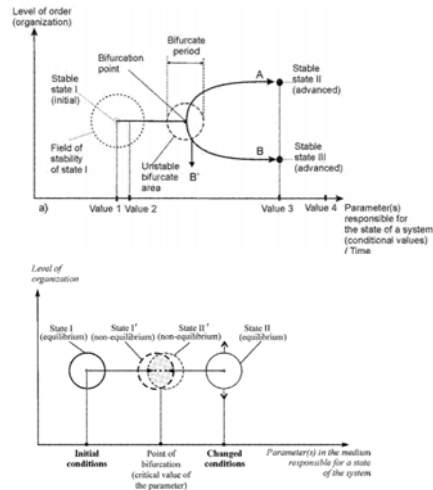 Level of order
(organization)
Bifurcate
period
Bifurcation
point
A
Stable
state II
(advanced)
Stable
state I
(initial)
Field of
stability
of state I
Unstable
bifurcate
area
B'
B
Stable
state III
(advanced)
a)
Value 1
Value 2
Value 3
Value 4
Parameter(s)
responsible for
the state of a system
(conditional values)
/ Time
Level of
organization
State I
(equilibrium)
State I'
(non-equilibrium)
State II'
(non-equilibrium)
State II
(equilibrium)
Initial
conditions
Point of
bifurcation
(critical value of
the parameter)
Changed
conditions
Parameter(s) in the medium
responsible for a state
of the system